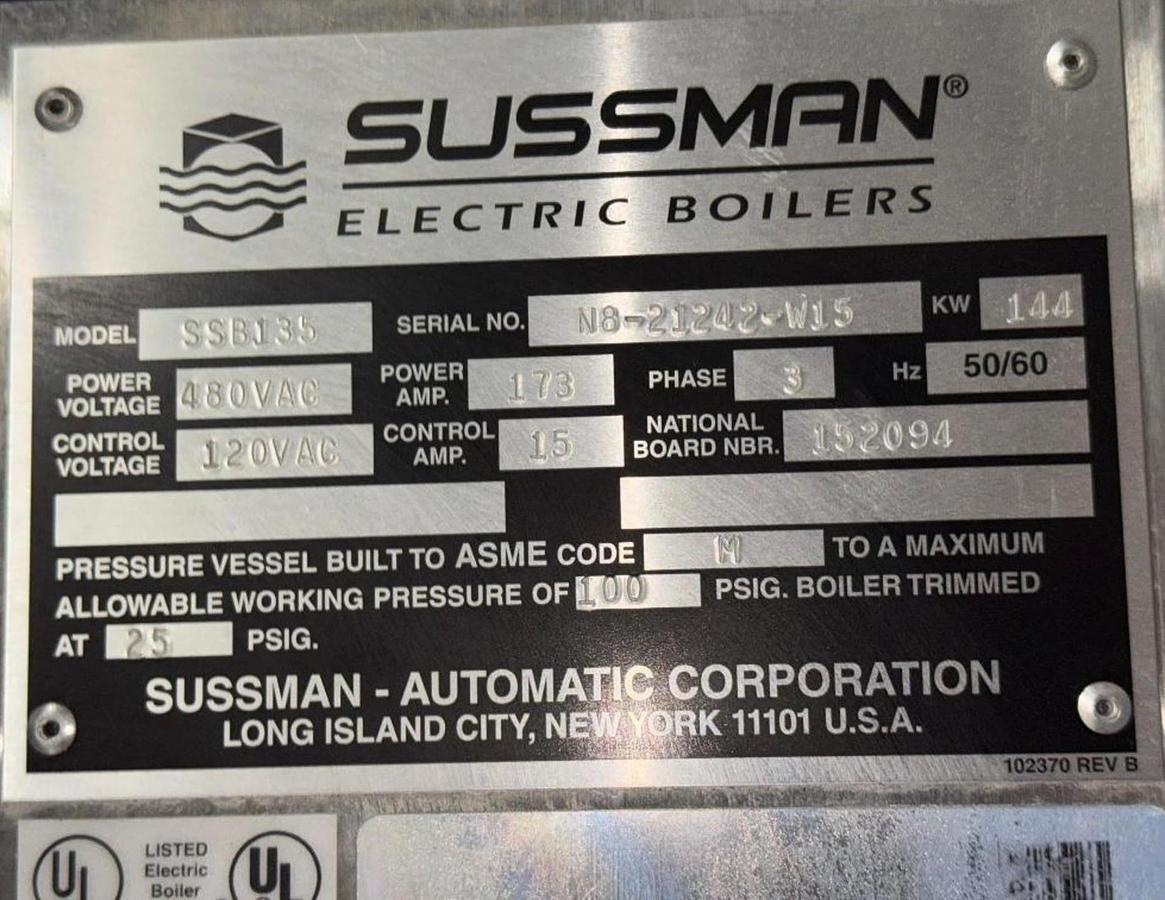 SUSSMAN®
ELECTRIC BOILERS
MODEL SSB135 SERIAL NO. N8-21242-W15 KW 144
POWER VOLTAGE 480VAC POWER AMP. 173 PHASE 3 Hz 50/60
CONTROL VOLTAGE 120VAC CONTROL AMP. 15 NATIONAL BOARD NBR. 152094
PRESSURE VESSEL BUILT TO ASME CODE M TO A MAXIMUM
ALLOWABLE WORKING PRESSURE OF 100 PSIG. BOILER TRIMMED
AT 25 PSIG.
SUSSMAN - AUTOMATIC CORPORATION
LONG ISLAND CITY, NEW YORK 11101 U.S.A.
102370 REV B
UL LISTED UL
Electric
Boiler